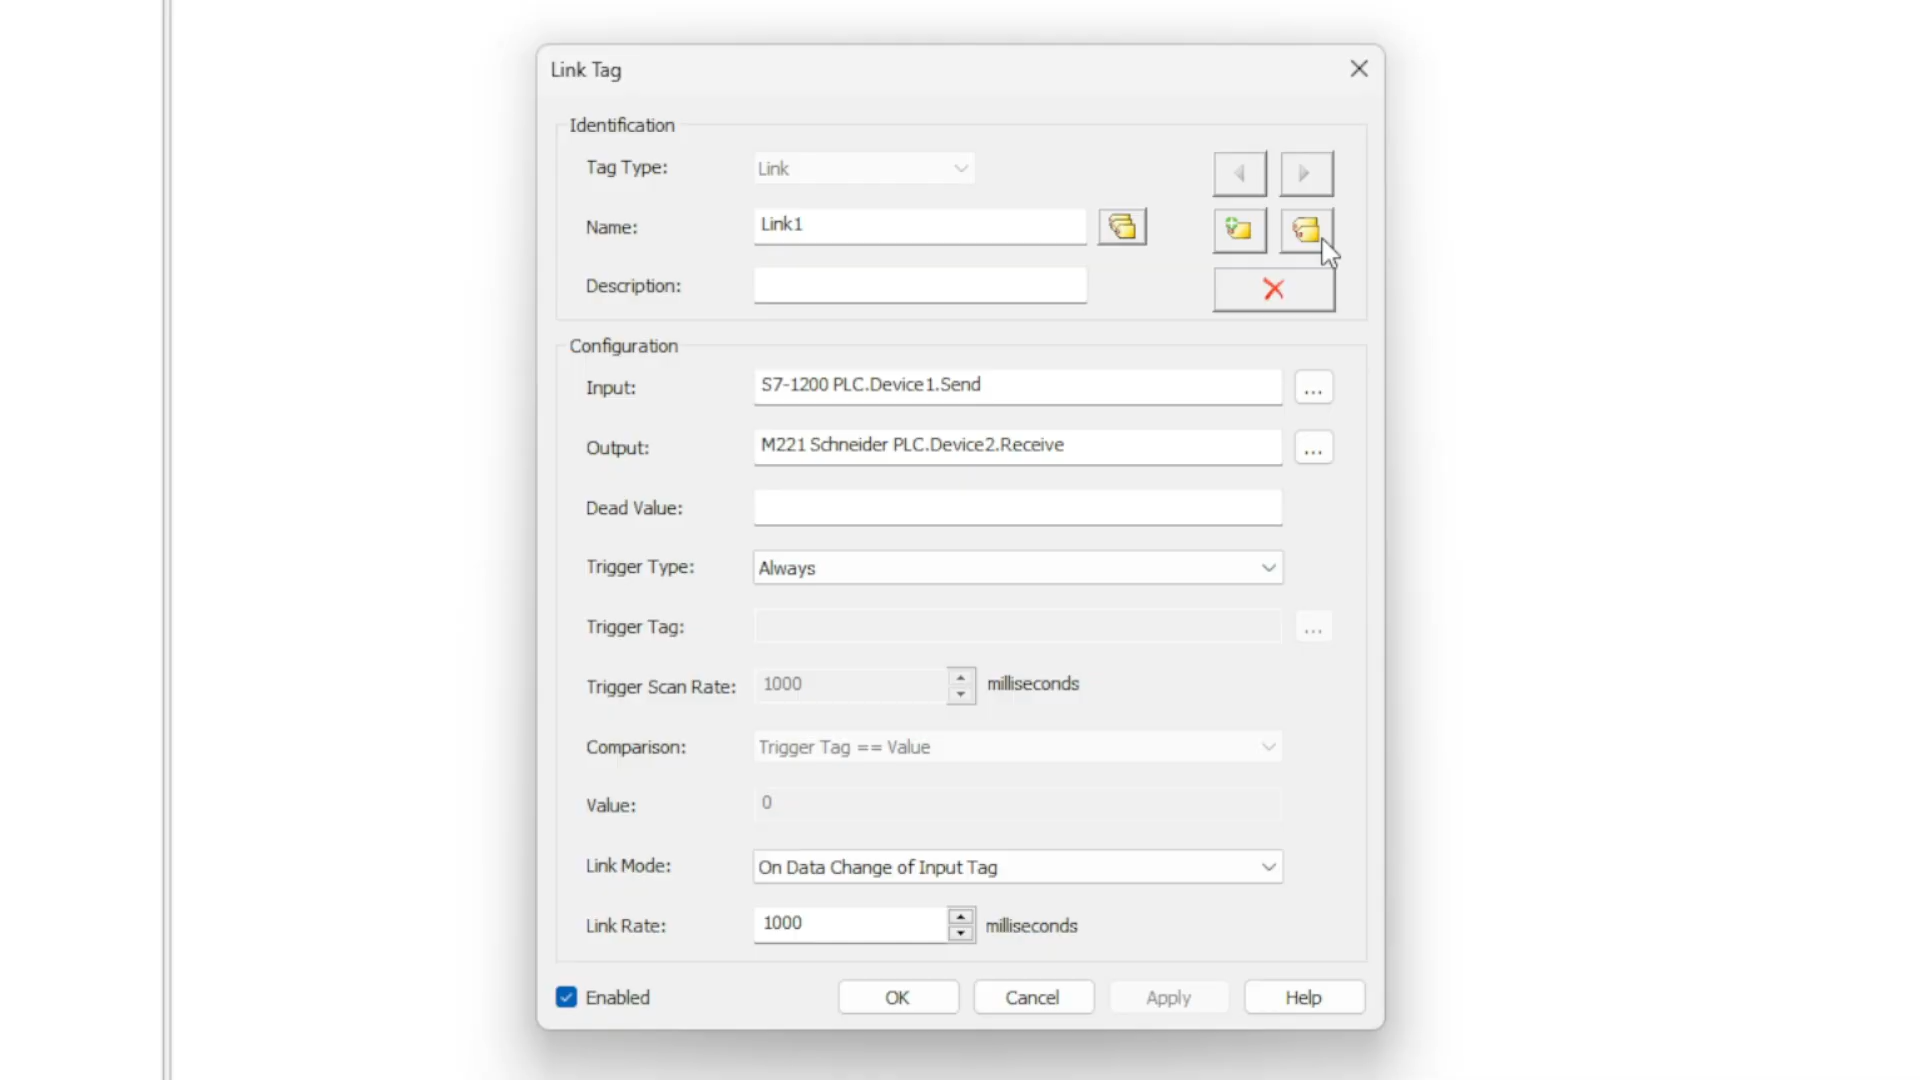 Link Tag
Identification
Tag Type: Link
Name: Link1
Description:
Configuration
Input: S7-1200 PLC.Device1.Send ...
Output: M221 Schneider PLC.Device2.Receive ...
Dead Value:
Trigger Type: Always
Trigger Tag: ...
Trigger Scan Rate: 1000 milliseconds
Comparison: Trigger Tag == Value
Value: 0
Link Mode: On Data Change of Input Tag
Link Rate: 1000 milliseconds
Enabled OK Cancel Apply Help